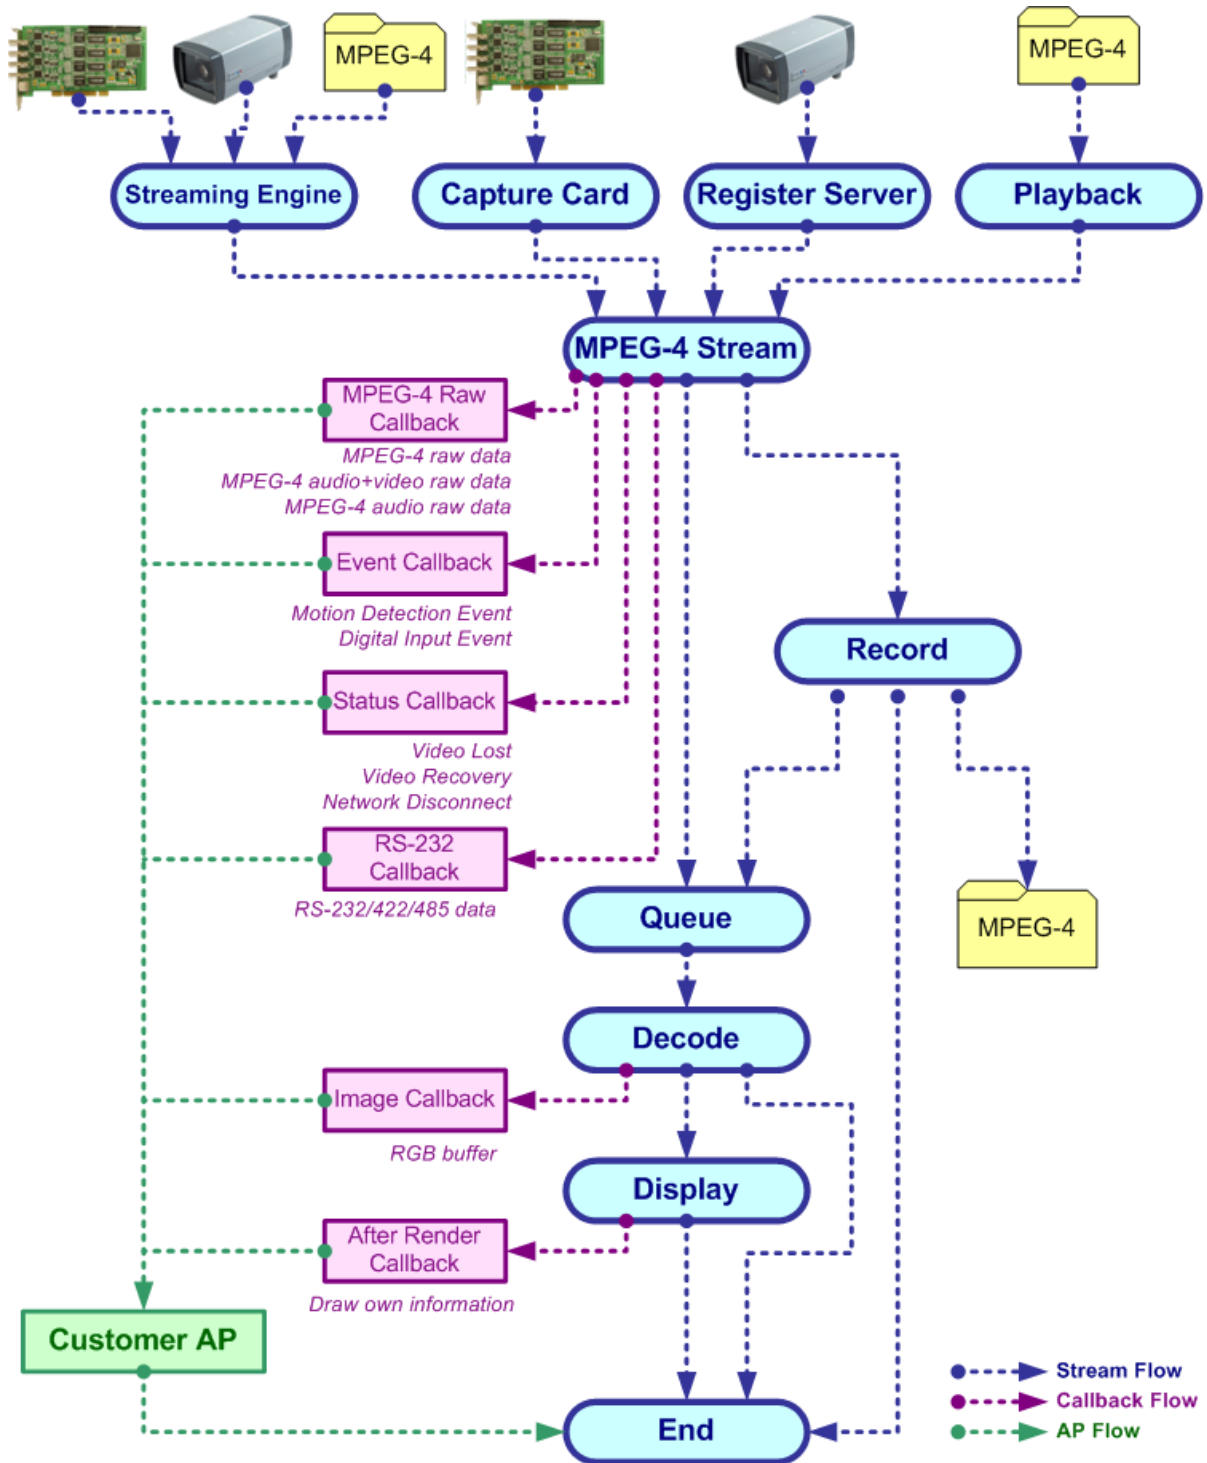 MPEG-4
MPEG-4
Streaming Engine
Capture Card
Register Server
Playback
MPEG-4 Stream
MPEG-4 Raw
Callback
MPEG-4 raw data
MPEG-4 audio+video raw data
MPEG-4 audio raw data
Event Callback
Motion Detection Event
Digital Input Event
Record
Status Callback
Video Lost
Video Recovery
Network Disconnect
RS-232
Callback
RS-232/422/485 data
Queue
MPEG-4
Decode
Image Callback
RGB buffer
Display
After Render
Callback
Draw own information
Customer AP
End
Stream Flow
Callback Flow
AP Flow